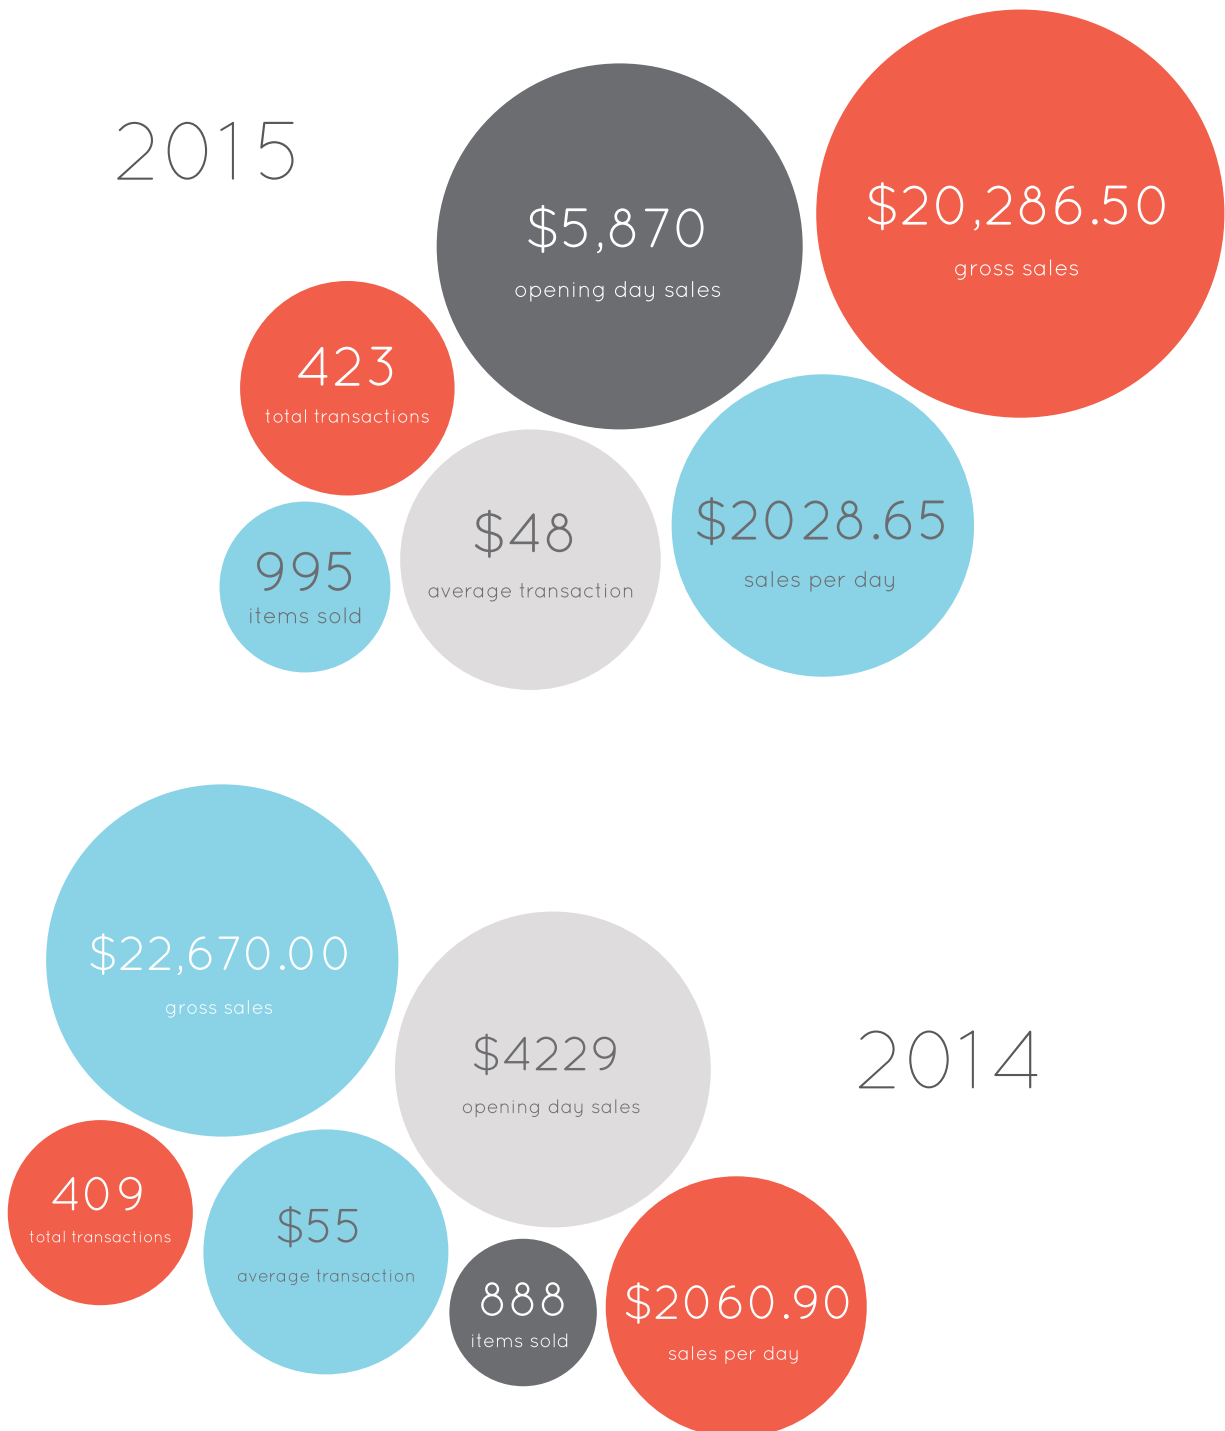 2015
$5,870
opening day sales
$20,286.50
gross sales
423
total transactions
995
items sold
$48
average transaction
$2028.65
sales per day
$22,670.00
gross sales
$4229
opening day sales
2014
409
total transactions
$55
average transaction
888
items sold
$2060.90
sales per day